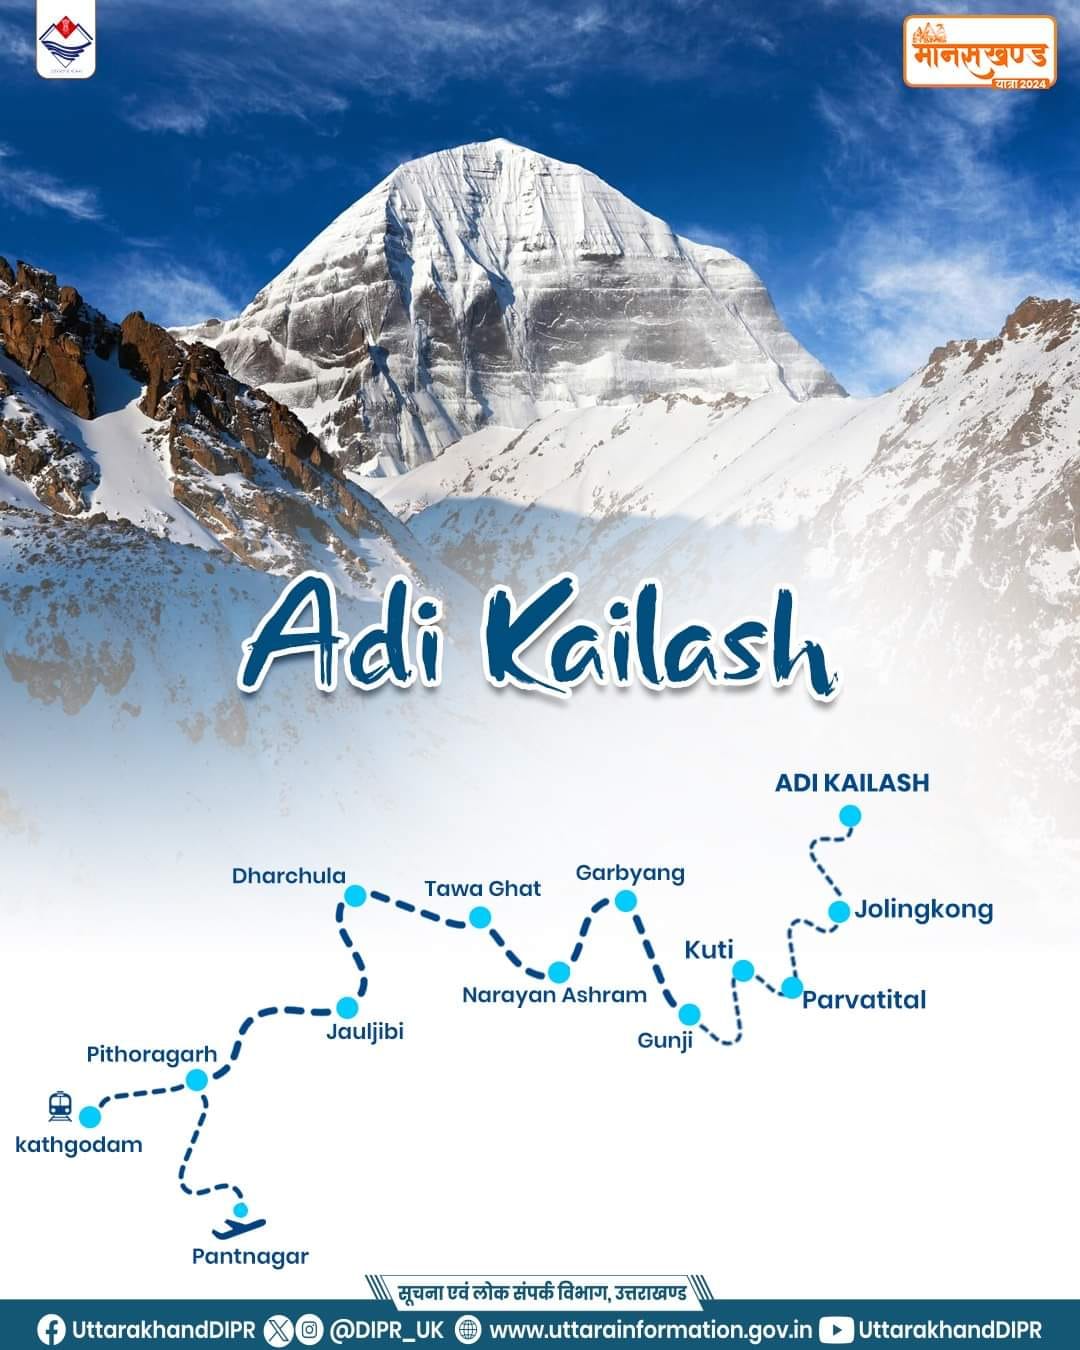 मानसखण्ड
यात्रा 2024
Adi Kailash
ADI KAILASH
Dharchula
Tawa Ghat
Garbyang
Jolingkong
Kuti
Narayan Ashram
Parvatital
Jauljibi
Gunji
Pithoragarh
kathgodam
Pantnagar
सूचना एवं लोक संपर्क विभाग, उत्तराखण्ड
UttarakhandDIPR @DIPR_UK www.uttarainformation.gov.in UttarakhandDIPR